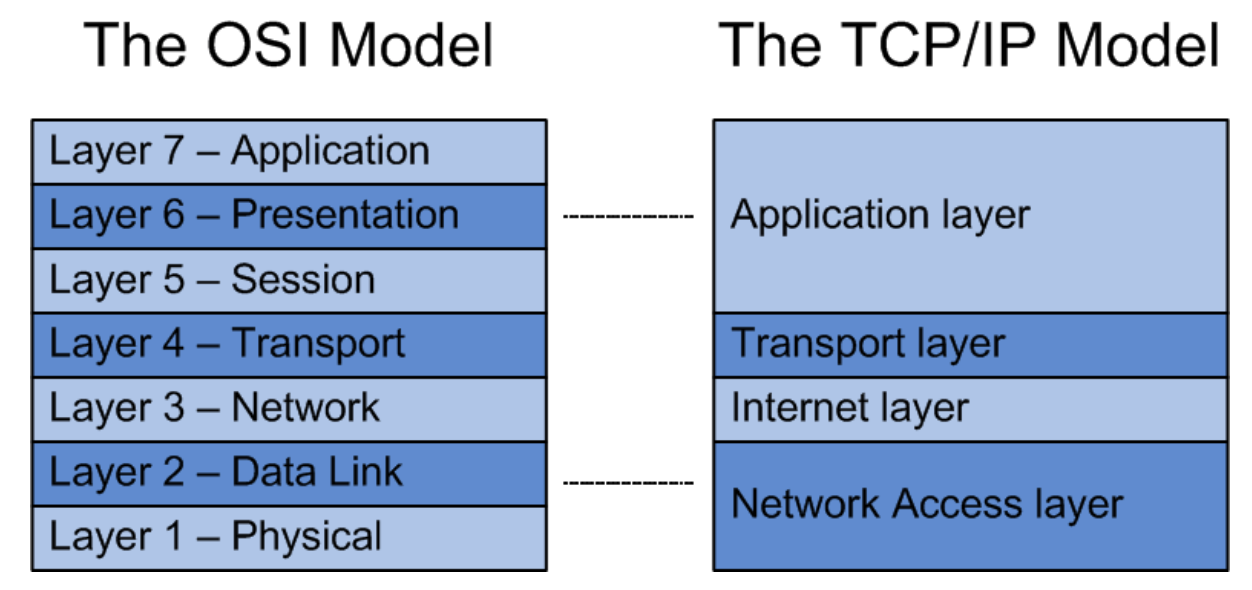 The OSI Model
Layer 7 – Application
Layer 6 – Presentation
Layer 5 – Session
Layer 4 – Transport
Layer 3 – Network
Layer 2 – Data Link
Layer 1 – Physical
The TCP/IP Model
Application layer
Transport layer
Internet layer
Network Access layer